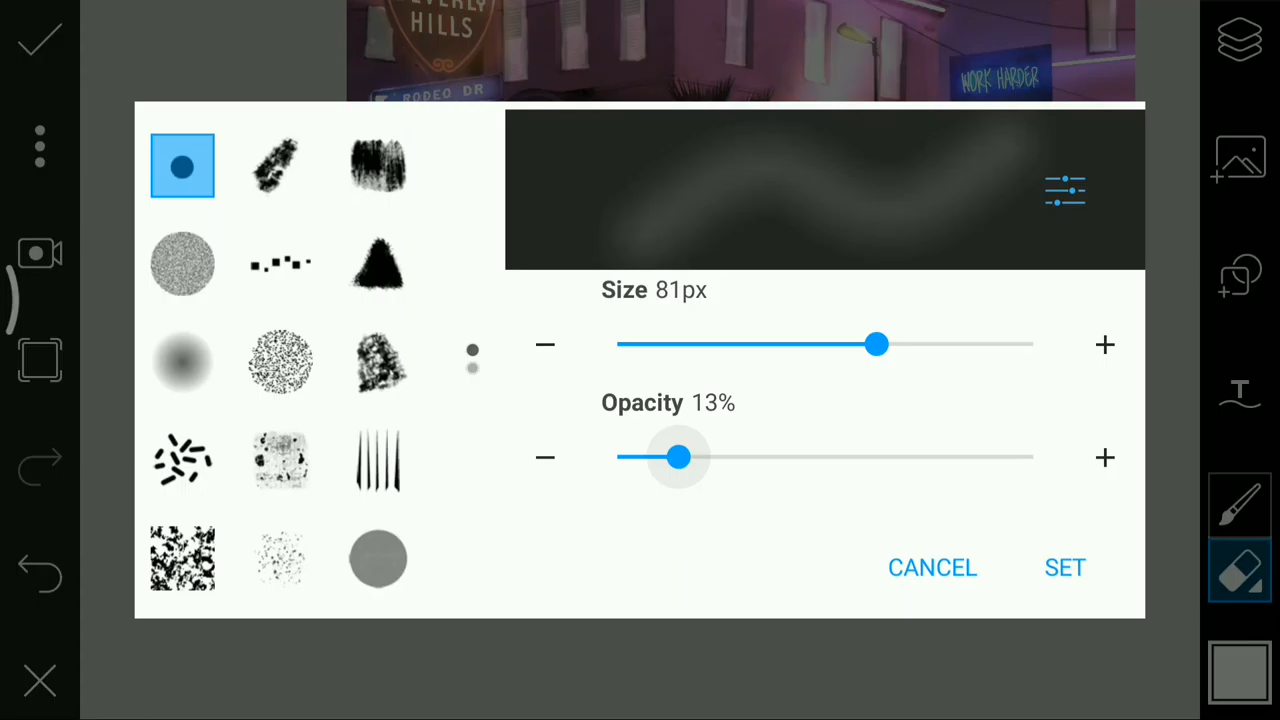 HILLS
RODEO DR
WORK HARDER
Size 81px
Opacity 13%
CANCEL
SET
T